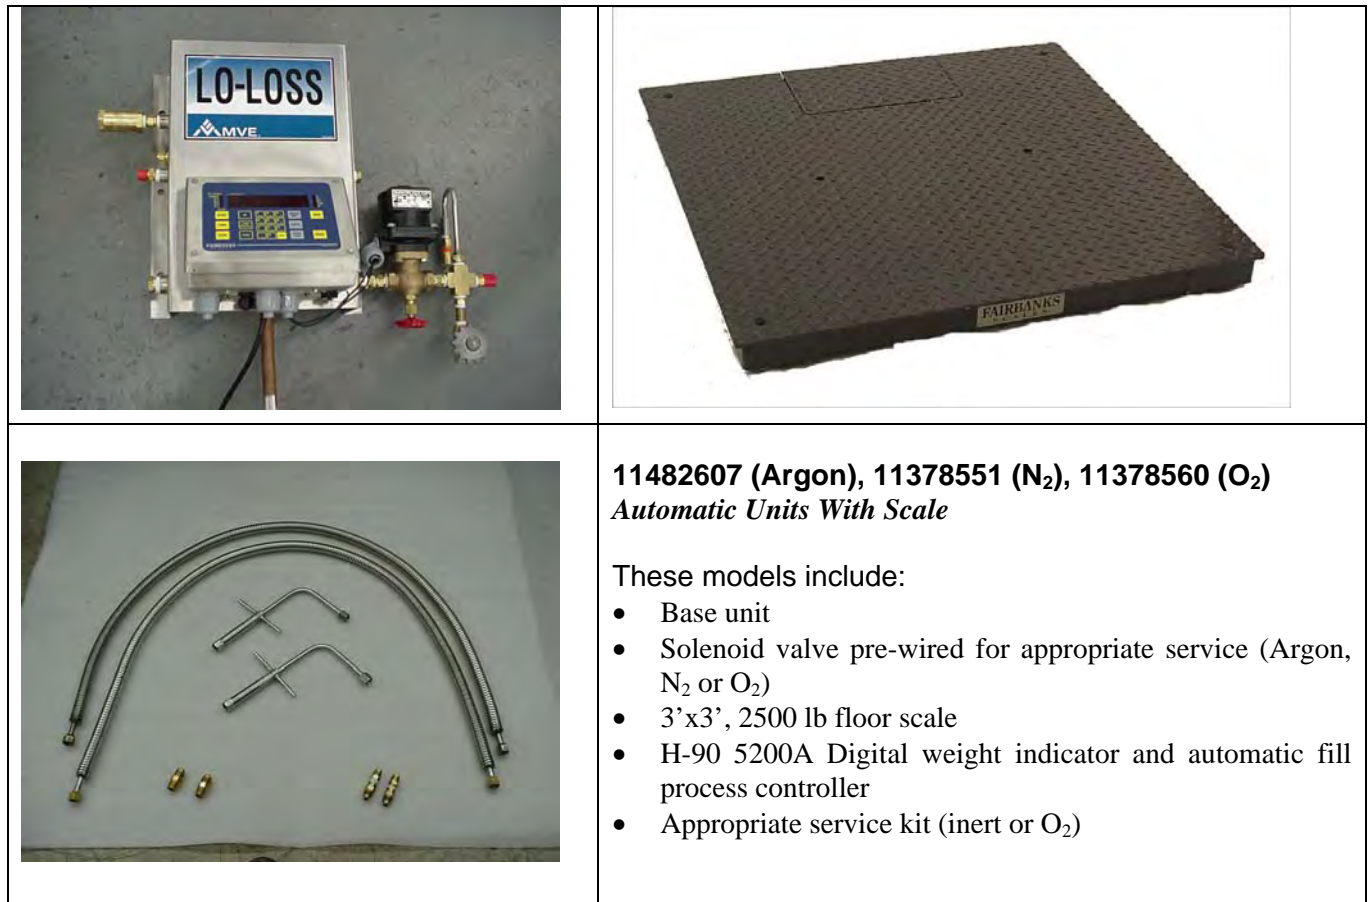 LO-LOSS
MVE
FAIRBANKS
SCALES
11482607 (Argon), 11378551 (N₂), 11378560 (O₂)
Automatic Units With Scale
These models include:
• Base unit
• Solenoid valve pre-wired for appropriate service (Argon,
N₂ or O₂)
• 3’x3’, 2500 lb floor scale
• H-90 5200A Digital weight indicator and automatic fill
process controller
• Appropriate service kit (inert or O₂)